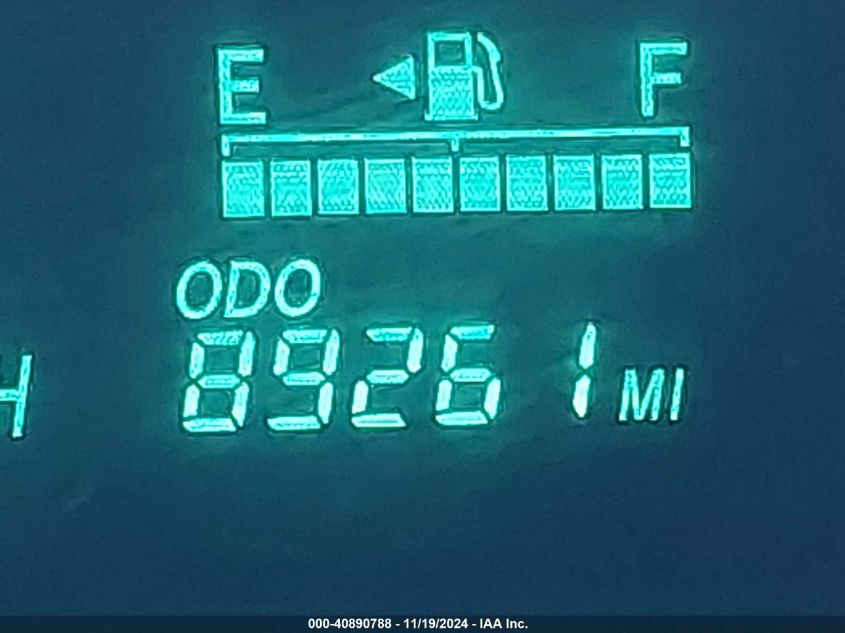 E F
ODO
H 89261 MI
000-40890788 - 11/19/2024 - IAA Inc.